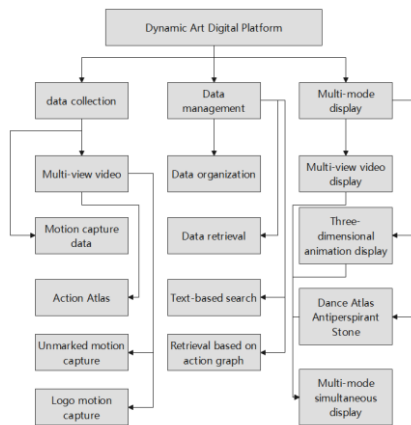 Dynamic Art Digital Platform
data collection
Data
management
Multi-mode
display
Multi-view video
Data organization
Multi-view video
display
Motion capture
data
Data retrieval
Three-
dimensional
animation display
Action Atlas
Text-based search
Dance Atlas
Antiperspirant
Stone
Unmarked motion
capture
Retrieval based on
action graph
Logo motion
capture
Multi-mode
simultaneous
display